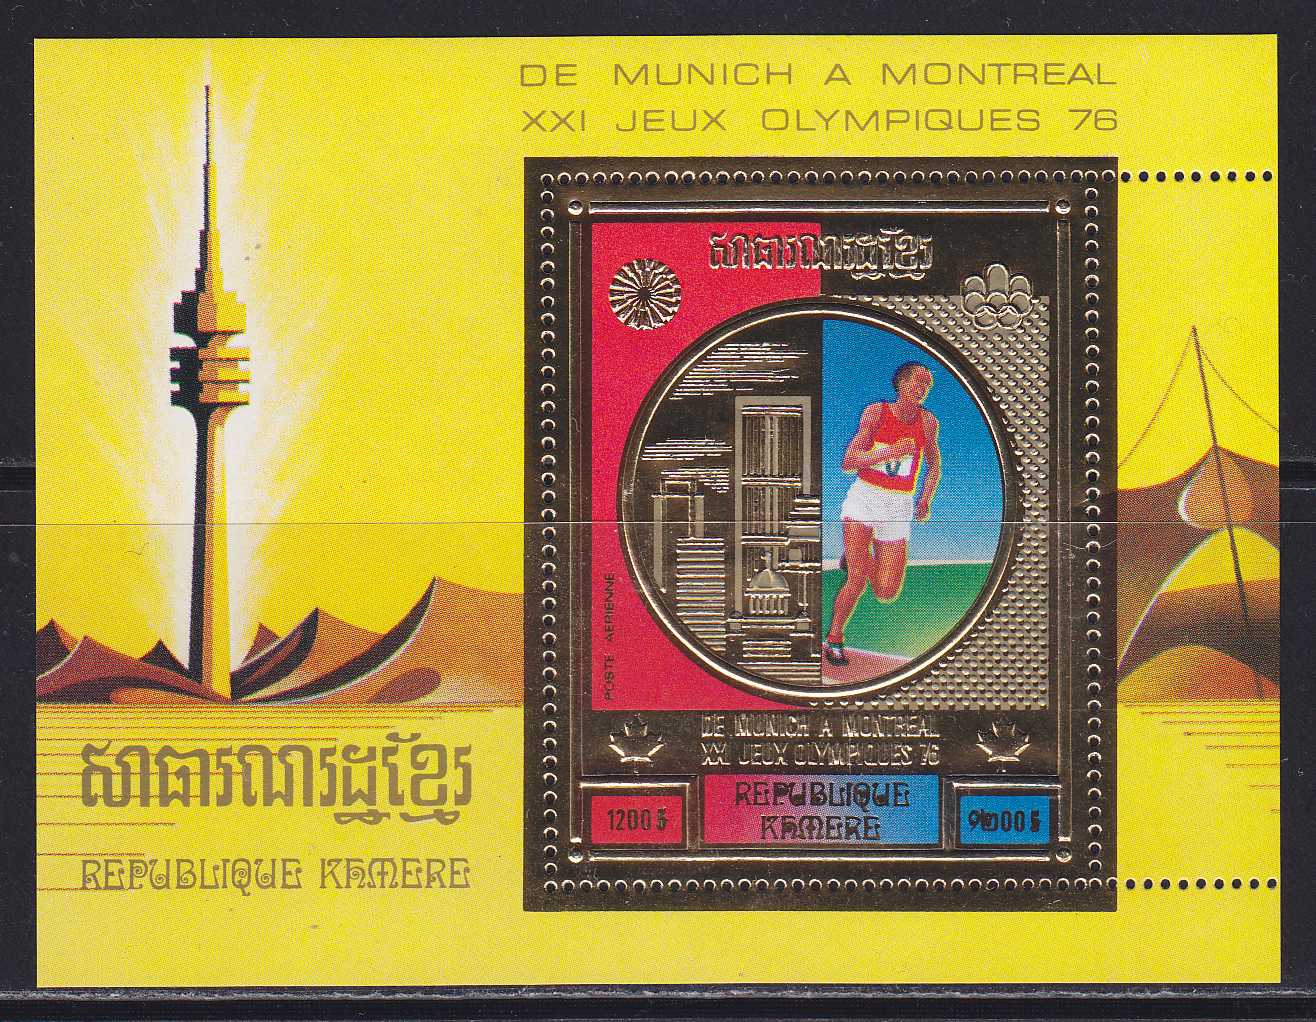 DE MUNICH A MONTREAL
XXI JEUX OLYMPIQUES 76
សាធារណរដ្ឋខ្មែរ
POSTE AERIENNE
DE MUNICH A MONTREAL
XXI JEUX OLYMPIQUES 76
1200៛
REPUBLIQUE
KHMERE
១២00៛
សាធារណរដ្ឋខ្មែរ
REPUBLIQUE KHMERE